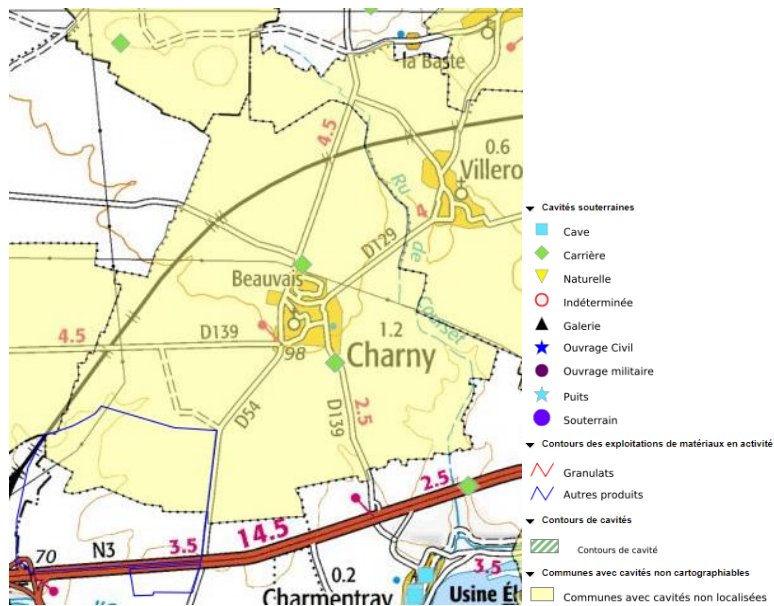 la Baste
4.5
0.6
Villero
Ru de Courset
4
D129
Beauvais
1.2
4.5
D139
98
Charny
D54
D139
2.5
2.5
14.5
70
N3
3.5
0.2
3.5
Charmentray
Usine Él
Cavités souterraines
Cave
Carrière
Naturelle
Indéterminée
Galerie
Ouvrage Civil
Ouvrage militaire
Puits
Souterrain
Contours des exploitations de matériaux en activité
Granulats
Autres produits
Contours de cavités
Contours de cavité
Communes avec cavités non cartographiables
Communes avec cavités non localisées